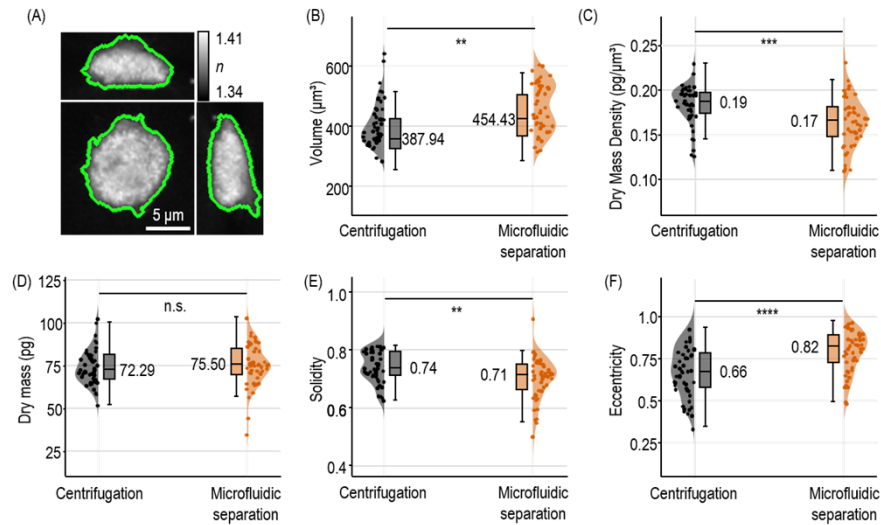 (A)
1.41
n
1.34
5 µm
(B)
Volume (µm³)
600
400
200
600
**
387.94
454.43
Centrifugation
Microfluidic
separation
(C)
Dry Mass Density (pg/µm³)
0.25
0.20
0.15
0.10
***
0.19
0.17
Centrifugation
Microfluidic
separation
(D)
Dry mass (pg)
125
100
75
50
25
n.s.
72.29
75.50
Centrifugation
Microfluidic
separation
(E)
Solidity
1.0
0.8
0.6
0.4
**
0.74
0.71
Centrifugation
Microfluidic
separation
(F)
Eccentricity
1.0
0.75
0.5
0.25
****
0.66
0.82
Centrifugation
Microfluidic
separation